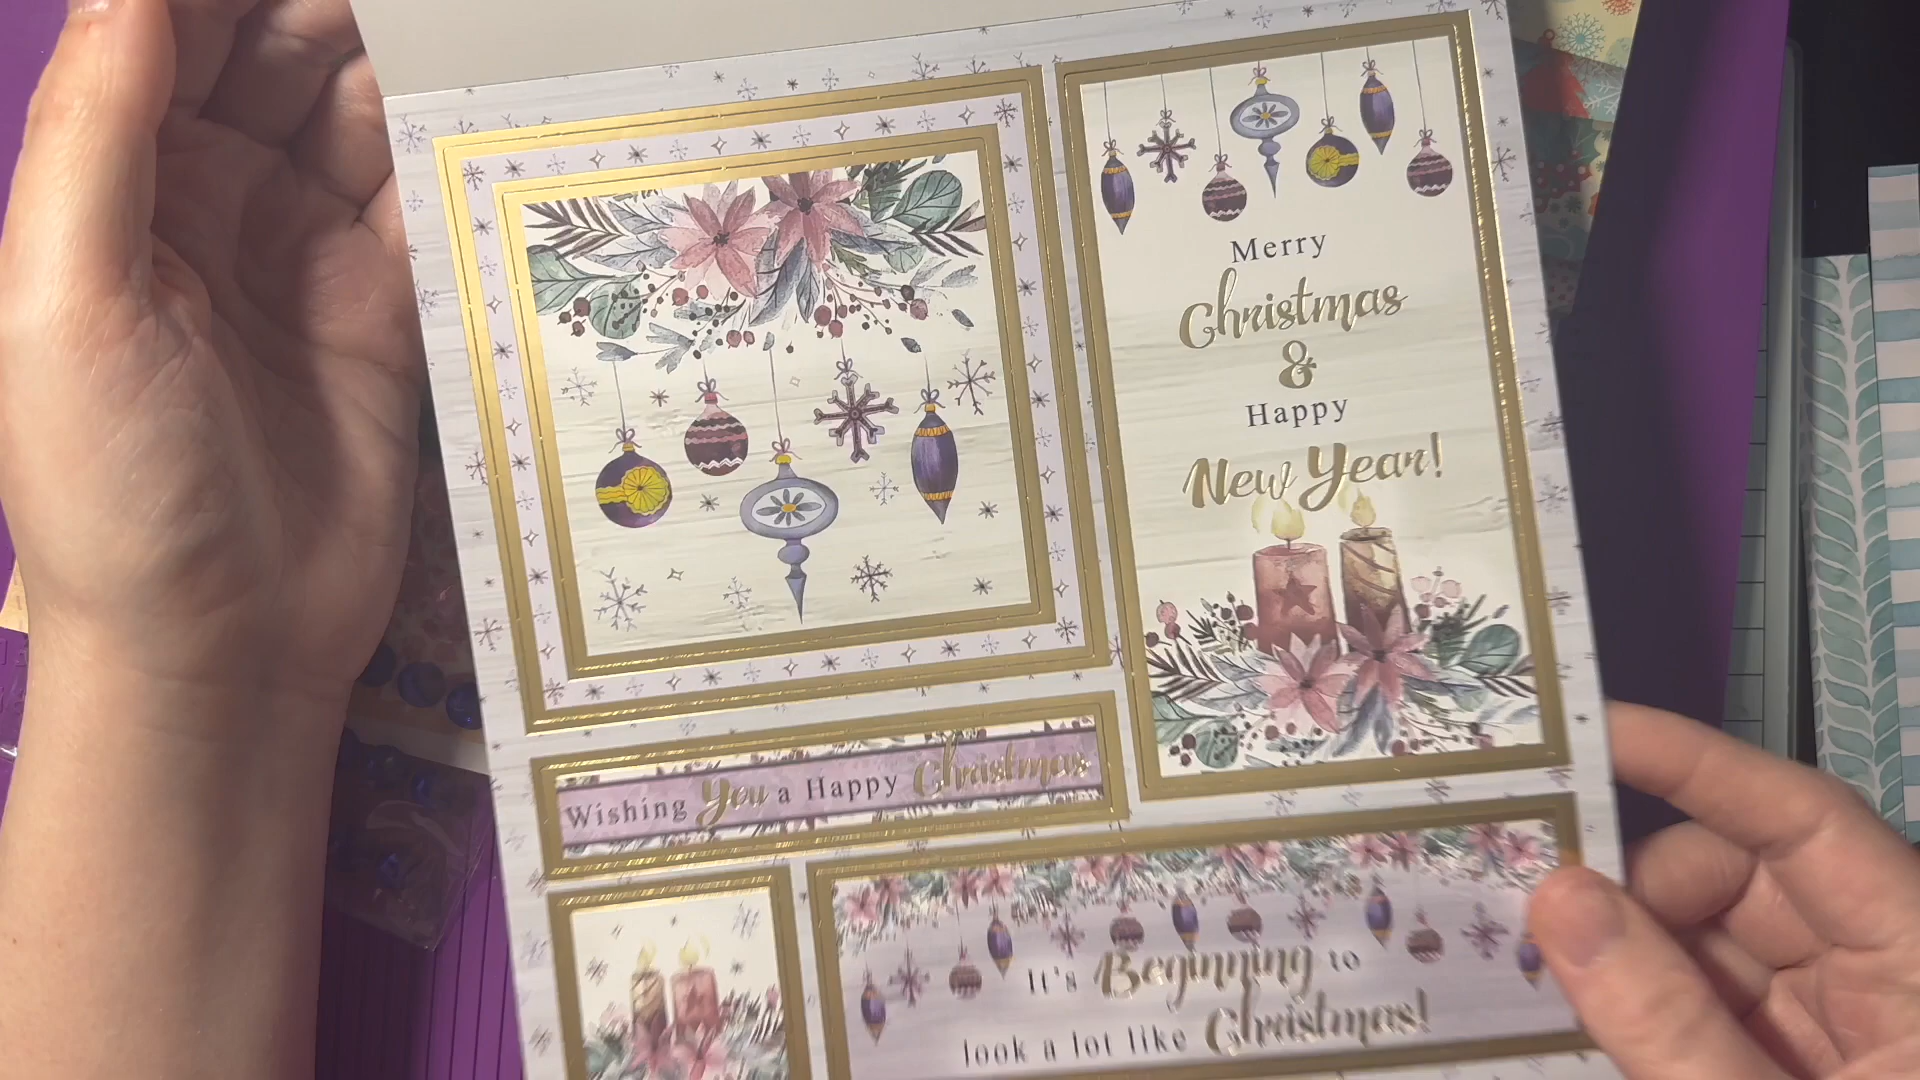 Merry
Christmas
&
Happy
New Year!
Wishing You a Happy Christmas
It's Beginning to
look a lot like Christmas!